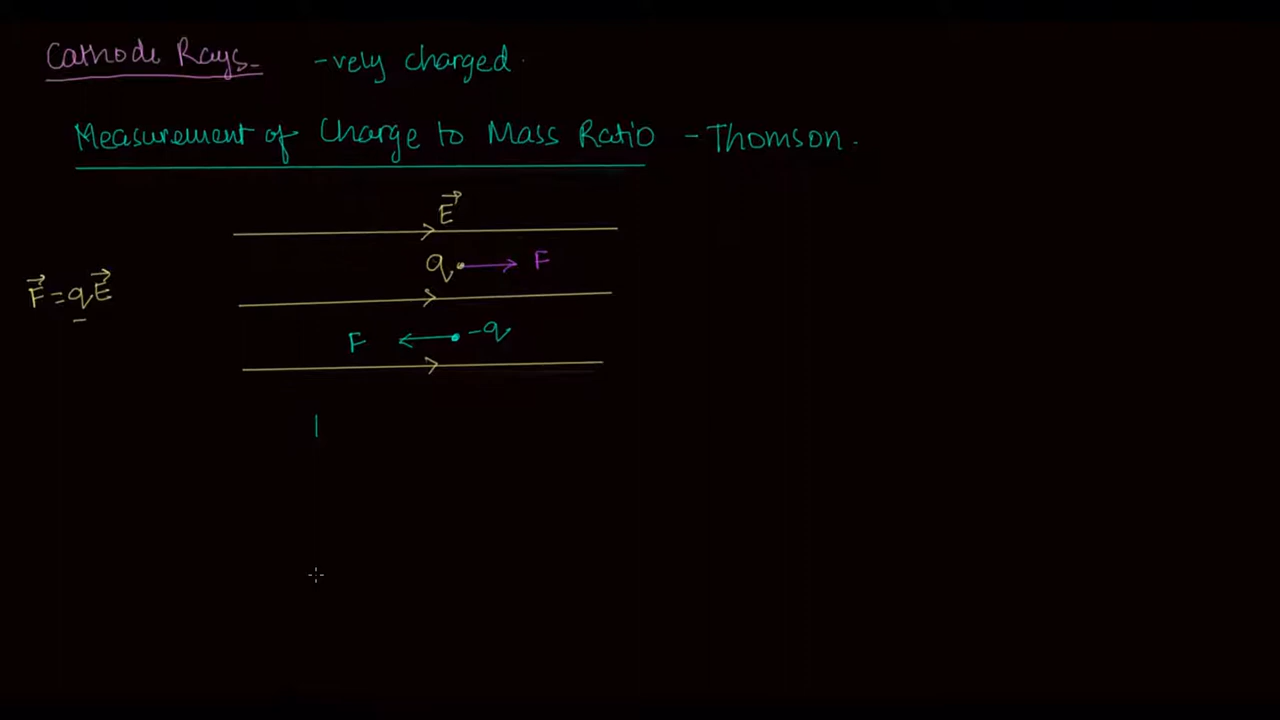 Cathode Rays - -vely charged.
Measurement of Charge to Mass Ratio - Thomson.
E⃗
q F
F⃗ = qE⃗
F -q